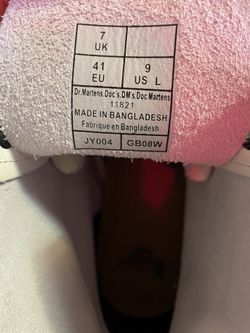 7
UK
41
EU
9
US L
Dr.Martens.Doc's.DM's.Doc Martens
11821
MADE IN BANGLADESH
Fabrique en Bangladesh
JY004
GB08W